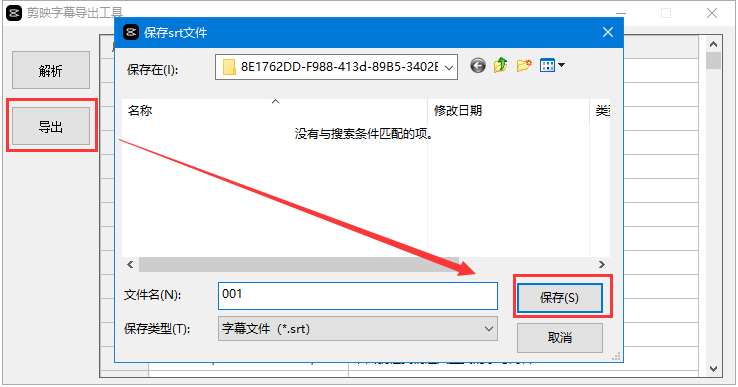 剪映字幕导出工具
解析
导出
保存srt文件
保存在(I):
8E1762DD-F988-413d-89B5-3402E
名称
修改日期
类
没有与搜索条件匹配的项。
文件名(N):
001
保存(S)
保存类型(T):
字幕文件 (*.srt)
取消